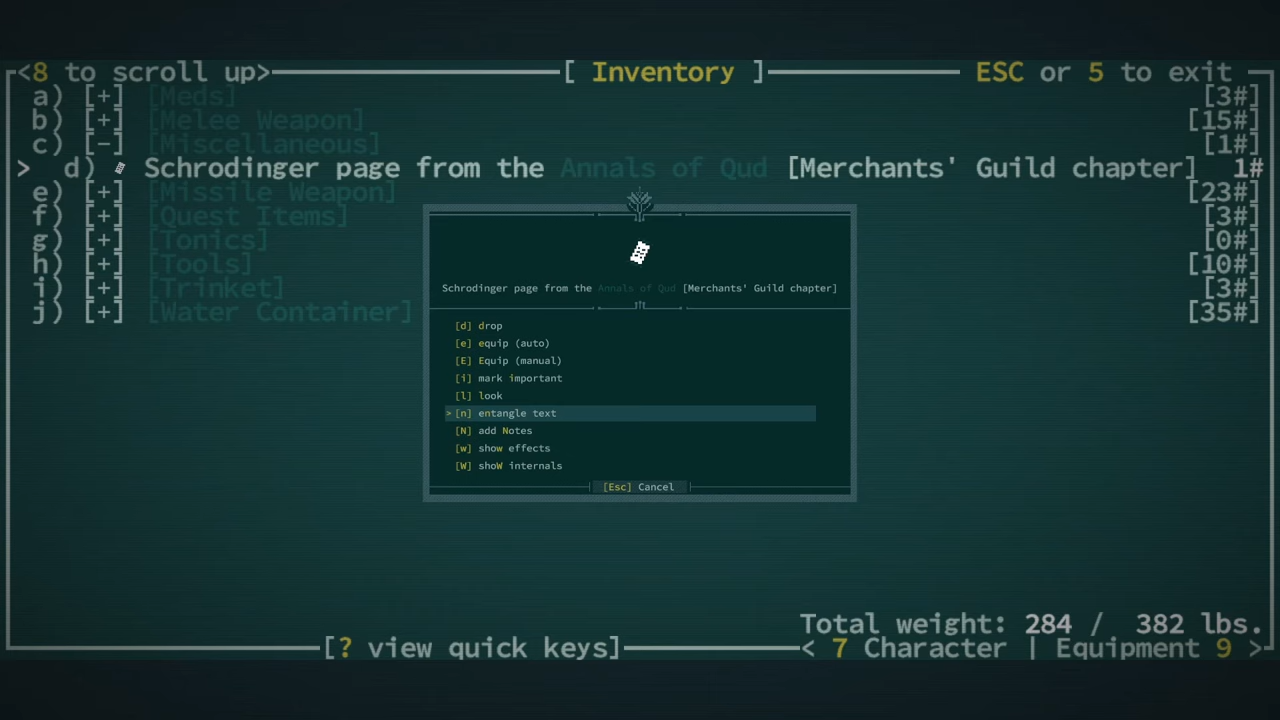 <8 to scroll up> [ Inventory ] ESC or 5 to exit
a) [+] [Meds] [3#]
b) [+] [Melee Weapon] [15#]
c) [-] [Miscellaneous] [1#]
> d) Schrodinger page from the Annals of Qud [Merchants' Guild chapter] 1#
e) [+] [Missile Weapon] [23#]
f) [+] [Quest Items] [3#]
g) [+] [Tonics] [0#]
h) [+] [Tools] [10#]
i) [+] [Trinket] [3#]
j) [+] [Water Container] [35#]
Schrodinger page from the Annals of Qud [Merchants' Guild chapter]
[d] drop
[e] equip (auto)
[E] Equip (manual)
[i] mark important
[l] look
>[n] entangle text
[N] add Notes
[w] show effects
[W] shoW internals
[Esc] Cancel
Total weight: 284 / 382 lbs.
[? view quick keys] < 7 Character | Equipment 9 >